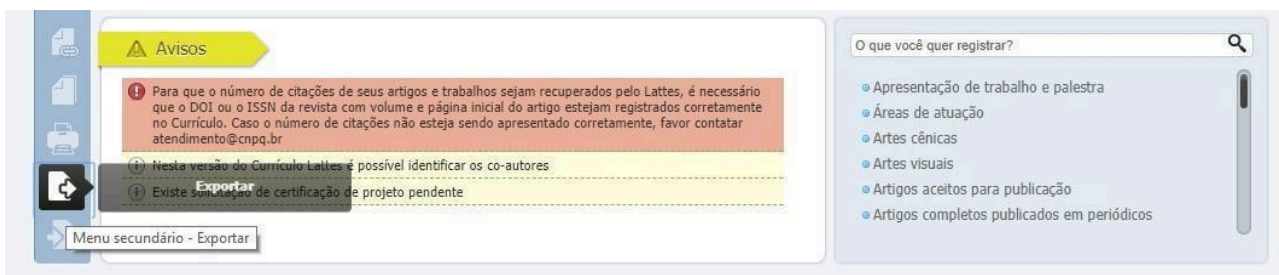 Avisos
Para que o número de citações de seus artigos e trabalhos sejam recuperados pelo Lattes, é necessário
que o DOI ou o ISSN da revista com volume e página inicial do artigo estejam registrados corretamente
no Currículo. Caso o número de citações não esteja sendo apresentado corretamente, favor contatar
atendimento@cnpq.br
Nesta versão do Currículo Lattes é possível identificar os co-autores
Existe solicitação de certificação de projeto pendente
Exportar
Menu secundário - Exportar
O que você quer registrar?
Apresentação de trabalho e palestra
Áreas de atuação
Artes cênicas
Artes visuais
Artigos aceitos para publicação
Artigos completos publicados em periódicos